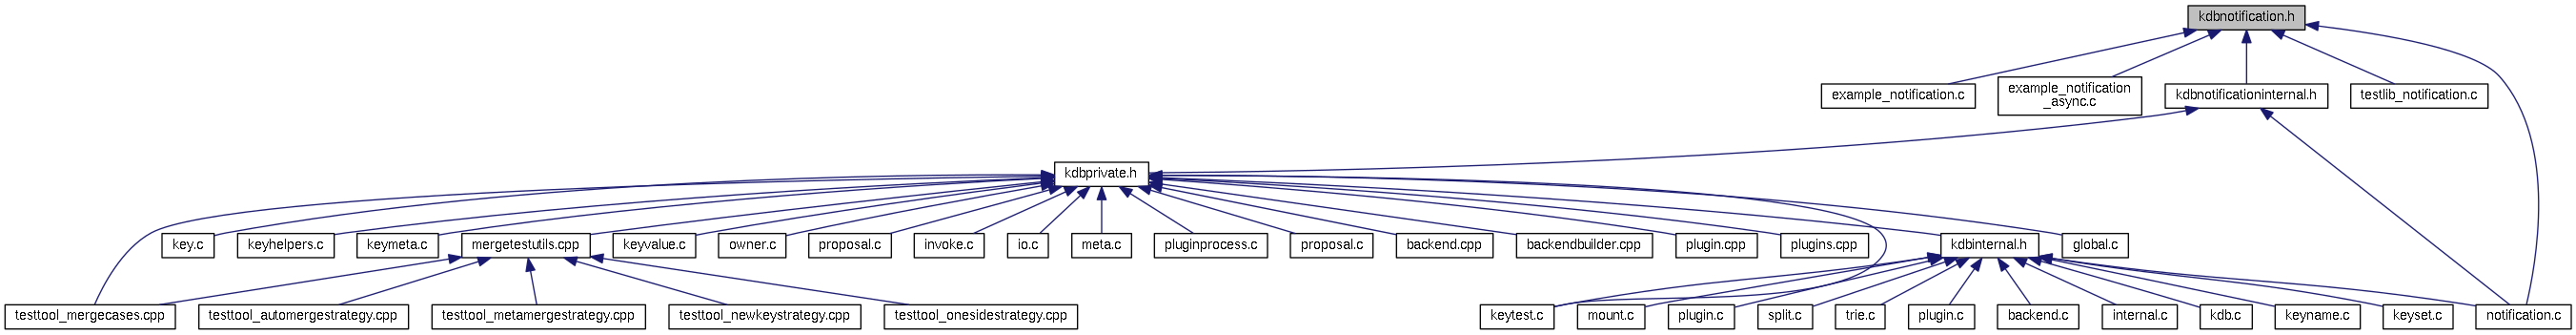 kdbnotification.h
example_notification.c
example_notification
_async.c
kdbnotificationinternal.h
testlib_notification.c
kdbprivate.h
key.c
keyhelpers.c
keymeta.c
mergetestutils.cpp
keyvalue.c
owner.c
proposal.c
invoke.c
io.c
meta.c
pluginprocess.c
proposal.c
backend.cpp
backendbuilder.cpp
plugin.cpp
plugins.cpp
kdbinternal.h
global.c
testtool_mergecases.cpp
testtool_automergestrategy.cpp
testtool_metamergestrategy.cpp
testtool_newkeystrategy.cpp
testtool_onesidestrategy.cpp
keytest.c
mount.c
plugin.c
split.c
trie.c
plugin.c
backend.c
internal.c
kdb.c
keyname.c
keyset.c
notification.c